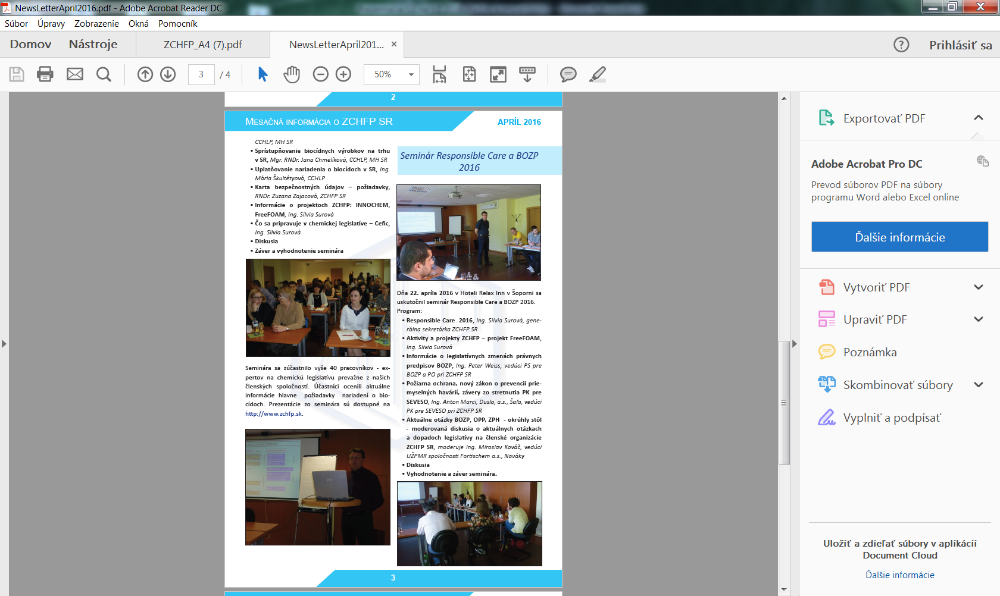 NewsLetterApril2016.pdf - Adobe Acrobat Reader DC
Súbor Úpravy Zobrazenie Okná Pomocník
Domov Nástroje ZCHFP_A4 (7).pdf NewsLetterApril201... × ? Prihlásiť sa
3 / 4 50%
2
Mesačná informácia o ZCHFP SR
APRÍL 2016
CCHLP, MH SR
• Sprístupňovanie biocídnych výrobkov na trhu
v SR, Mgr. RNDr. Jana Chmelíková, CCHLP, MH SR
• Uplatňovanie nariadenia o biocídoch v SR, Ing.
Mária Škultétyová, CCHLP
• Karta bezpečnostných údajov – požiadavky,
RNDr. Zuzana Zajacová, ZCHFP SR
• Informácie o projektoch ZCHFP: INNOCHEM,
FreeFOAM, Ing. Silvia Surová
• Čo sa pripravuje v chemickej legislatíve – Cefic,
Ing. Silvia Surová
• Diskusia
• Záver a vyhodnotenie seminára
Seminára sa zúčastnilo vyše 40 pracovníkov - ex-
pertov na chemickú legislatívu prevažne z našich
členských spoločností. Účastníci ocenili aktuálne
informácie hlavne požiadavky nariadení o bio-
cídoch. Prezentácie zo seminára sú dostupné na
http://www.zchfp.sk.
Seminár Responsible Care a BOZP
2016
Dňa 22. apríla 2016 v Hoteli Relax Inn v Šoporni sa
uskutočnil seminár Responsible Care a BOZP 2016.
Program:
• Responsible Care 2016, Ing. Silvia Surová, gene-
rálna sekretárka ZCHFP SR
• Aktivity a projekty ZCHFP – projekt FreeFOAM,
Ing. Silvia Surová
• Informácie o legislatívnych zmenách právnych
predpisov BOZP, Ing. Peter Weiss, vedúci PS pre
BOZP a PO pri ZCHFP SR
• Požiarna ochrana, nový zákon o prevencii prie-
myselných havárií, závery zo stretnutia PK pre
SEVESO, Ing. Anton Marci, Duslo, a.s., Šaľa, vedúci
PK pre SEVESO pri ZCHFP SR
• Aktuálne otázky BOZP, OPP, ZPH - okrúhly stôl
- moderovaná diskusia o aktuálnych otázkach
a dopadoch legislatívy na členské organizácie
ZCHFP SR, moderuje Ing. Miroslav Kováč, vedúci
UŽPMR spoločnosti Fortischem a.s., Nováky
• Diskusia
• Vyhodnotenie a záver seminára.
3
Exportovať PDF
Adobe Acrobat Pro DC
Prevod súborov PDF na súbory
programu Word alebo Excel online
Ďalšie informácie
Vytvoriť PDF
Upraviť PDF
Poznámka
Skombinovať súbory
Vyplniť a podpísať
Uložiť a zdieľať súbory v aplikácii
Document Cloud
Ďalšie informácie